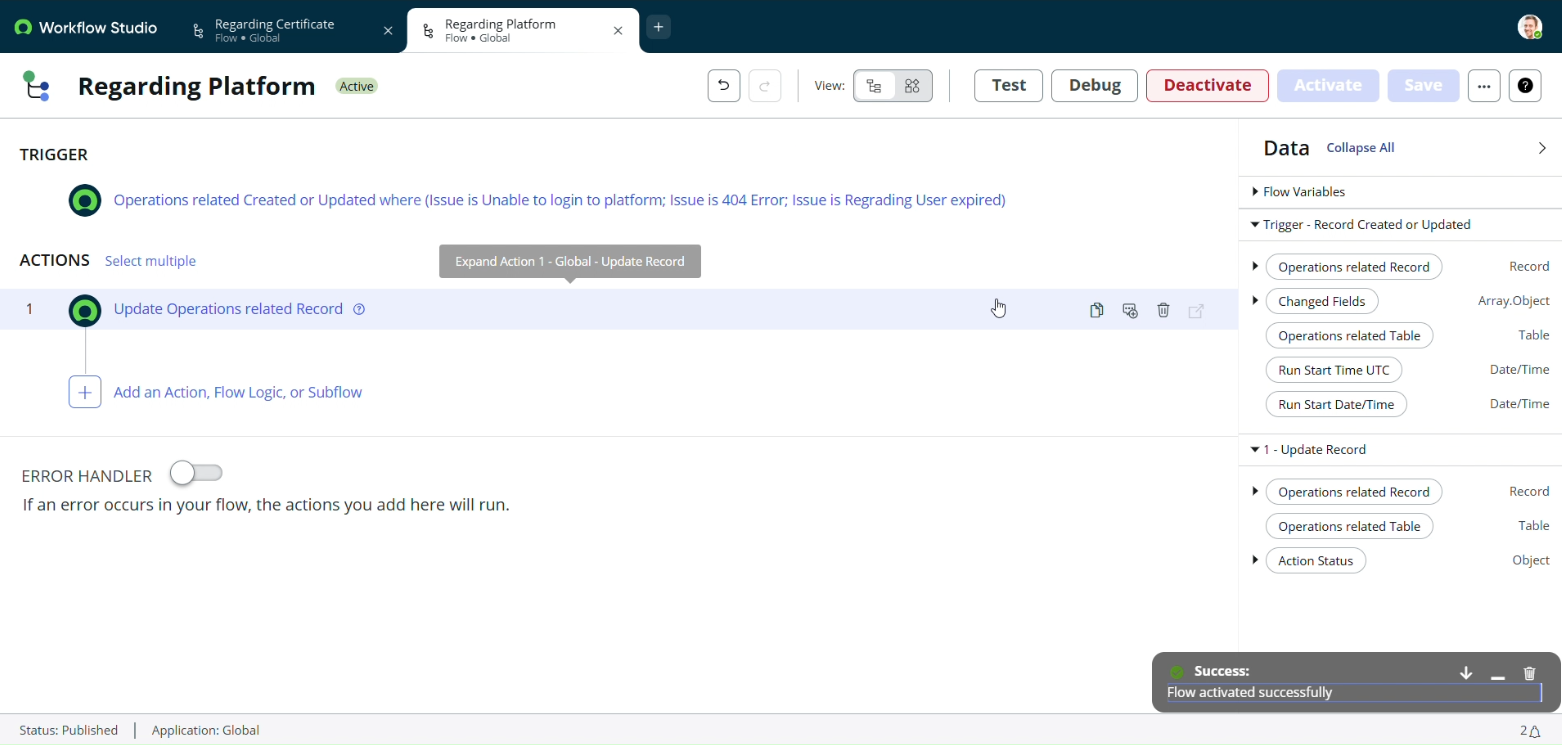 Workflow Studio
Regarding Certificate
Flow • Global
Regarding Platform
Flow • Global
Regarding Platform
Active
View:
Test
Debug
Deactivate
Activate
Save
TRIGGER
Operations related Created or Updated where (Issue is Unable to login to platform; Issue is 404 Error; Issue is Regrading User expired)
ACTIONS
Select multiple
Expand Action 1 - Global - Update Record
1
Update Operations related Record
Add an Action, Flow Logic, or Subflow
ERROR HANDLER
If an error occurs in your flow, the actions you add here will run.
Data
Collapse All
Flow Variables
Trigger - Record Created or Updated
Operations related Record Record
Changed Fields Array.Object
Operations related Table Table
Run Start Time UTC Date/Time
Run Start Date/Time Date/Time
1 - Update Record
Operations related Record Record
Operations related Table Table
Action Status Object
Success:
Flow activated successfully
Status: Published
Application: Global
2